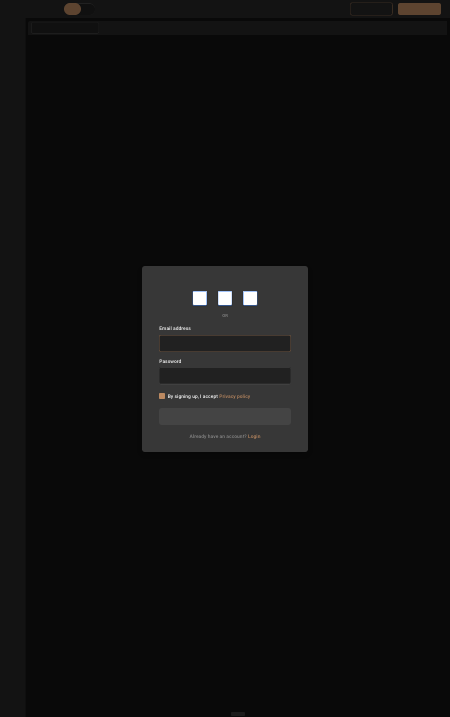 OR
Email address
Password
By signing up, I accept Privacy policy
Already have an account? Login